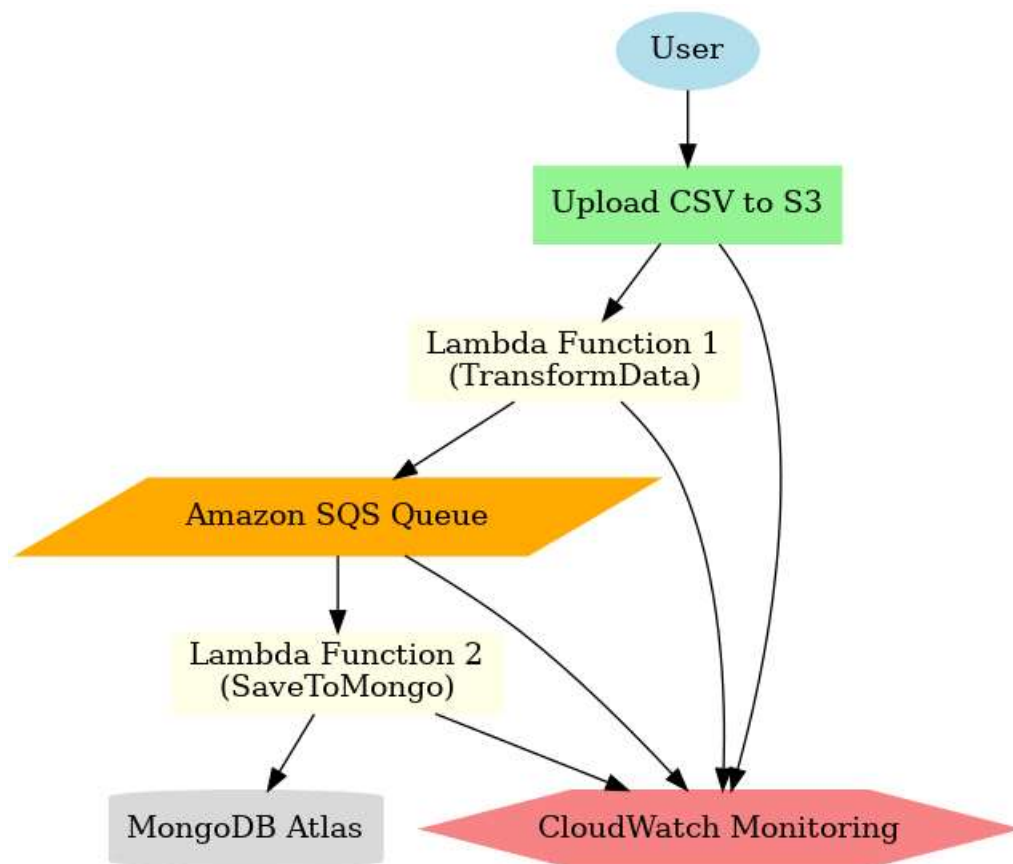 User
Upload CSV to S3
Lambda Function 1
(TransformData)
Amazon SQS Queue
Lambda Function 2
(SaveToMongo)
MongoDB Atlas
CloudWatch Monitoring